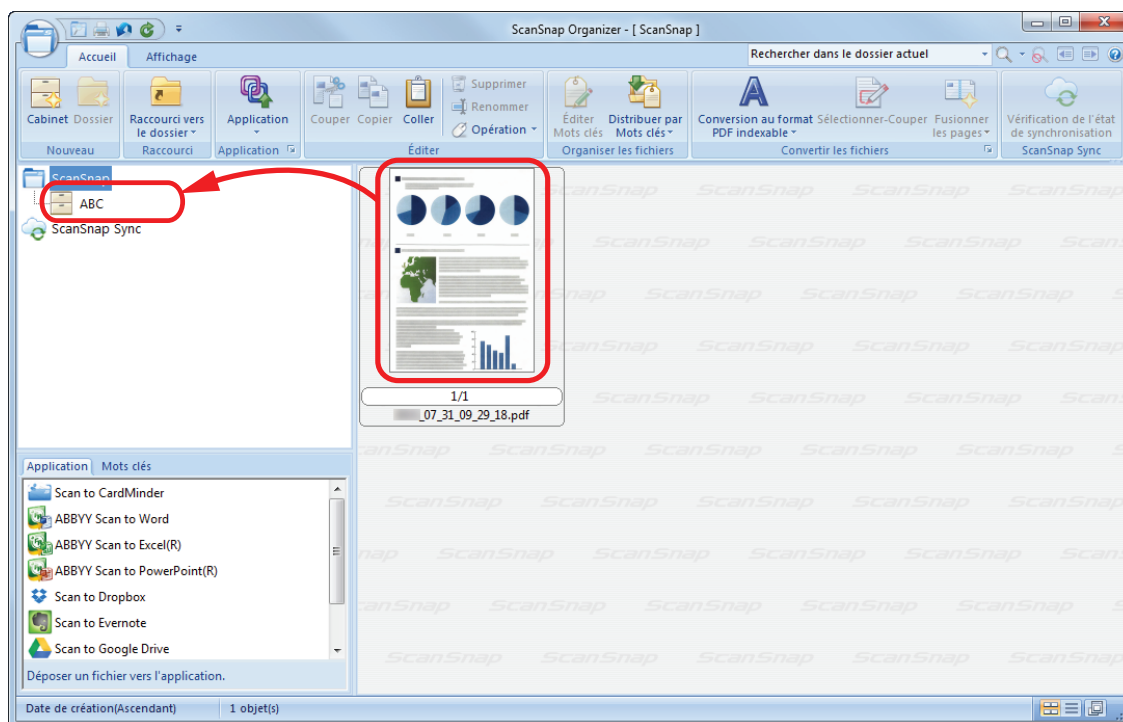 ScanSnap Organizer - [ ScanSnap ]
Accueil Affichage
Rechercher dans le dossier actuel
Cabinet Dossier
Nouveau
Raccourci vers
le dossier
Raccourci
Application
Application
Couper Copier Coller
Supprimer
Renommer
Opération
Éditer
Éditer
Mots clés
Distribuer par
Mots clés
Organiser les fichiers
Conversion au format
PDF indexable
Sélectionner-Couper
Fusionner
les pages
Convertir les fichiers
Vérification de l'état
de synchronisation
ScanSnap Sync
ScanSnap
ABC
ScanSnap Sync
1/1
_07_31_09_29_18.pdf
Application Mots clés
Scan to CardMinder
ABBYY Scan to Word
ABBYY Scan to Excel(R)
ABBYY Scan to PowerPoint(R)
Scan to Dropbox
Scan to Evernote
Scan to Google Drive
Déposer un fichier vers l'application.
Date de création(Ascendant) 1 objet(s)